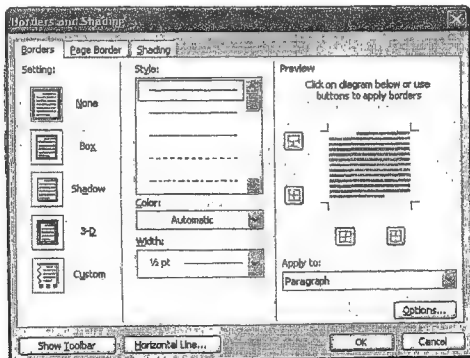 Borders and Shading
Borders
Page Border
Shading
Setting:
None
Box
Shadow
3-D
Custom
Style:
Color:
Automatic
Width:
½ pt
Preview
Click on diagram below or use
buttons to apply borders
Apply to:
Paragraph
Options...
Show Toolbar
Horizontal Line...
OK
Cancel